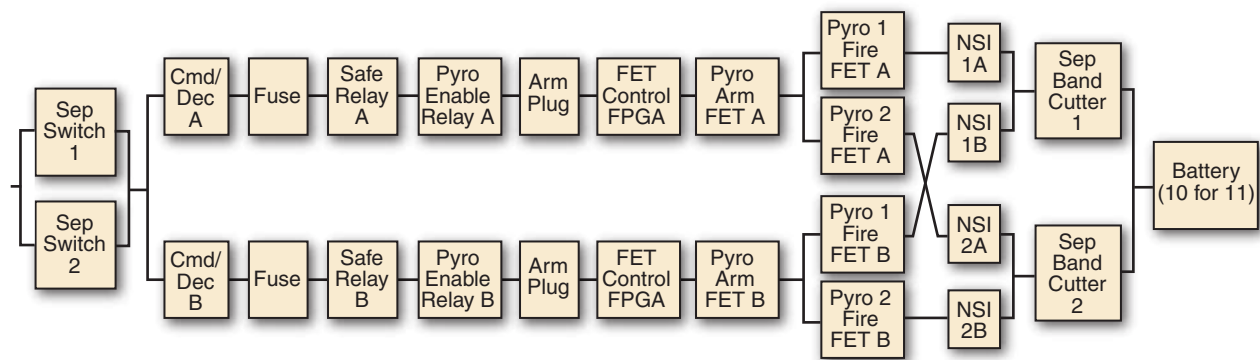 Sep
Switch
1
Sep
Switch
2
Cmd/
Dec
A
Fuse
Safe
Relay
A
Pyro
Enable
Relay A
Arm
Plug
FET
Control
FPGA
Pyro
Arm
FET A
Pyro 1
Fire
FET A
Pyro 2
Fire
FET A
NSI
1A
NSI
1B
Sep
Band
Cutter
1
Cmd/
Dec
B
Fuse
Safe
Relay
B
Pyro
Enable
Relay B
Arm
Plug
FET
Control
FPGA
Pyro
Arm
FET B
Pyro 1
Fire
FET B
Pyro 2
Fire
FET B
NSI
2A
NSI
2B
Sep
Band
Cutter
2
Battery
(10 for 11)